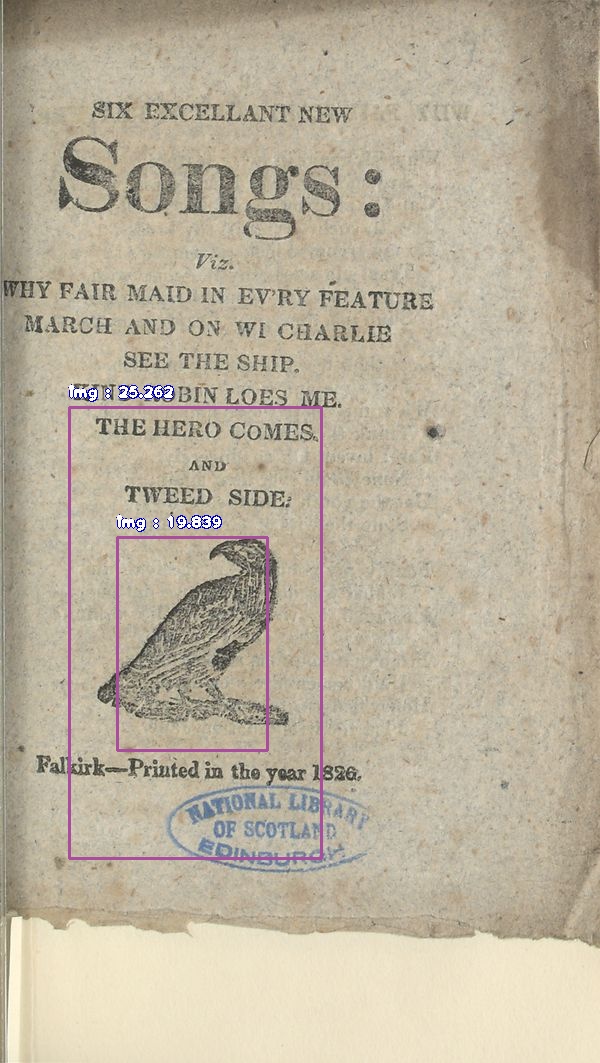 SIX EXCELLANT NEW
Songs:
Viz.
WHY FAIR MAID IN EV'RY FEATURE
MARCH AND ON WI CHARLIE
SEE THE SHIP.
img : 25.262
ROBIN LOES ME.
THE HERO COMES.
AND
TWEED SIDE.
img : 19.839
Falkirk—Printed in the year 1826.
NATIONAL LIBRARY
OF SCOTLAND
EDINBURGH